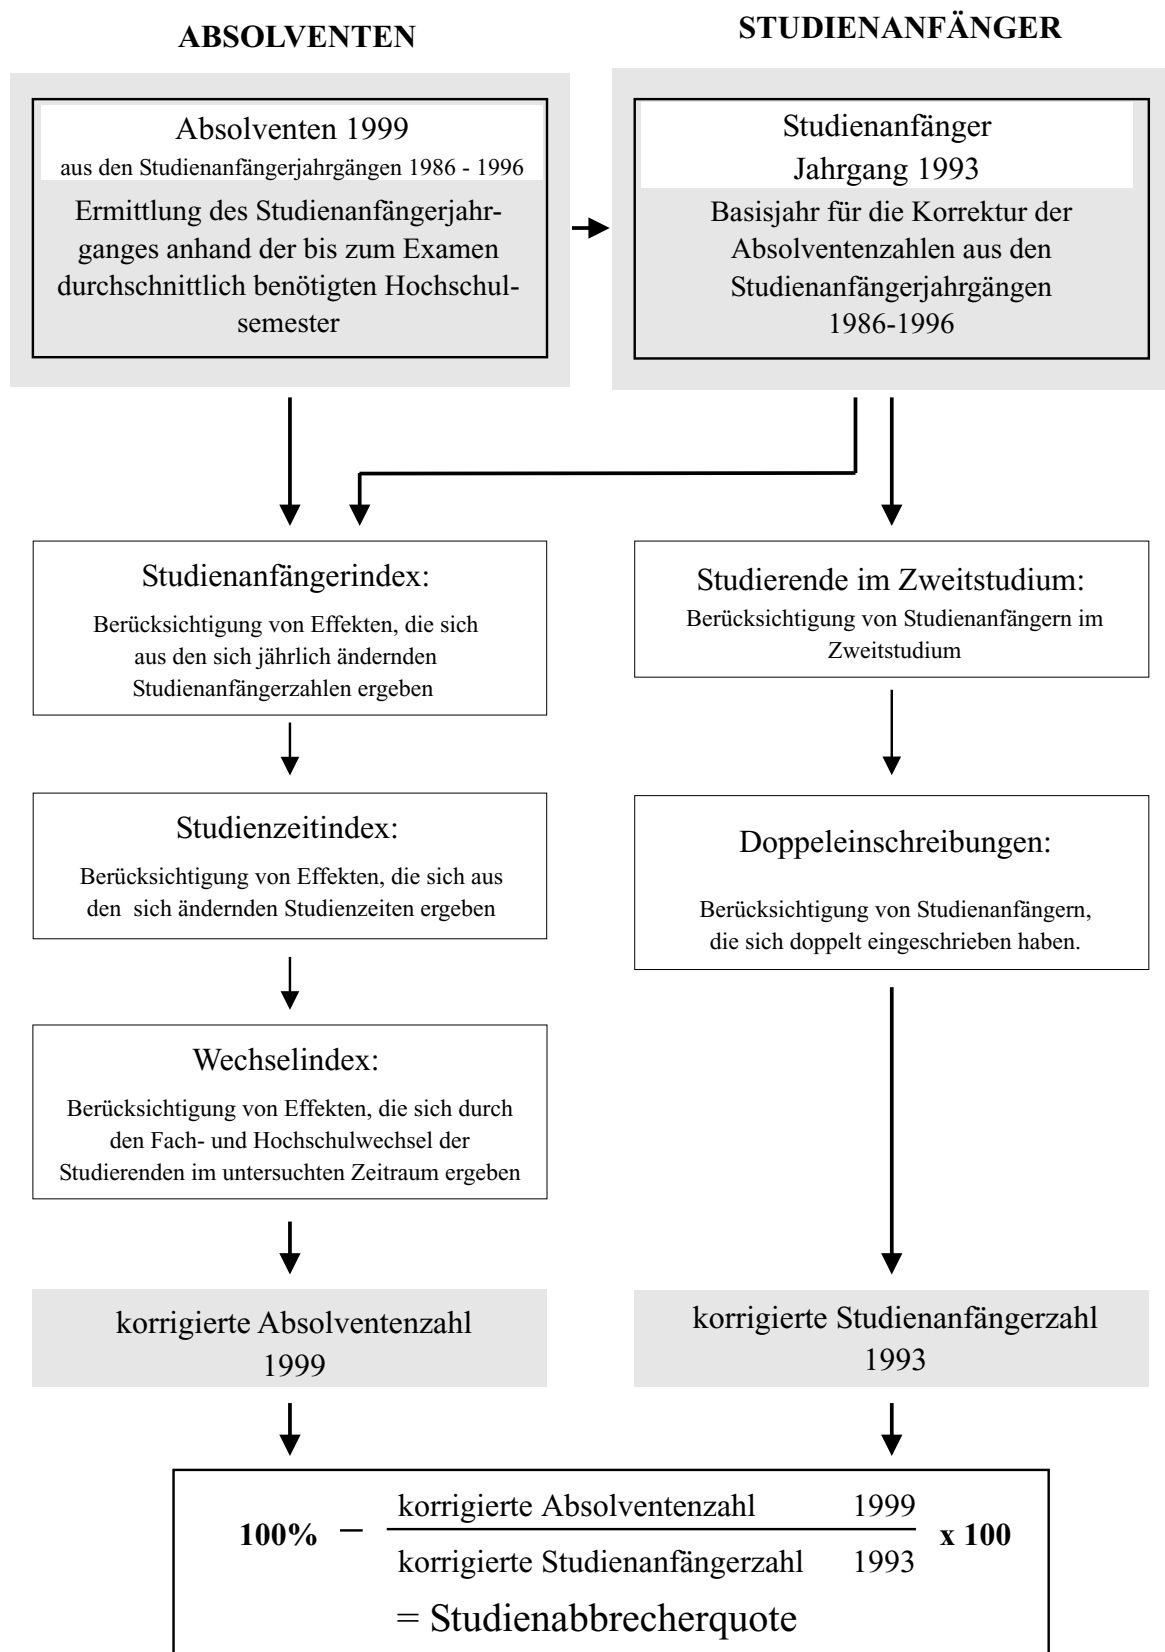 ABSOLVENTEN
Absolventen 1999
aus den Studienanfängerjahrgängen 1986 - 1996
Ermittlung des Studienanfängerjahr-
ganges anhand der bis zum Examen
durchschnittlich benötigten Hochschul-
semester
STUDIENANFÄNGER
Studienanfänger
Jahrgang 1993
Basisjahr für die Korrektur der
Absolventenzahlen aus den
Studienanfängerjahrgängen
1986-1996
Studienanfängerindex:
Berücksichtigung von Effekten, die sich
aus den sich jährlich ändernden
Studienanfängerzahlen ergeben
Studienzeitindex:
Berücksichtigung von Effekten, die sich aus
den sich ändernden Studienzeiten ergeben
Wechselindex:
Berücksichtigung von Effekten, die sich durch
den Fach- und Hochschulwechsel der
Studierenden im untersuchten Zeitraum ergeben
korrigierte Absolventenzahl
1999
Studierende im Zweitstudium:
Berücksichtigung von Studienanfängern im
Zweitstudium
Doppeleinschreibungen:
Berücksichtigung von Studienanfängern,
die sich doppelt eingeschrieben haben.
korrigierte Studienanfängerzahl
1993
korrigierte Absolventenzahl 1999
100% − x 100
korrigierte Studienanfängerzahl 1993
= Studienabbrecherquote